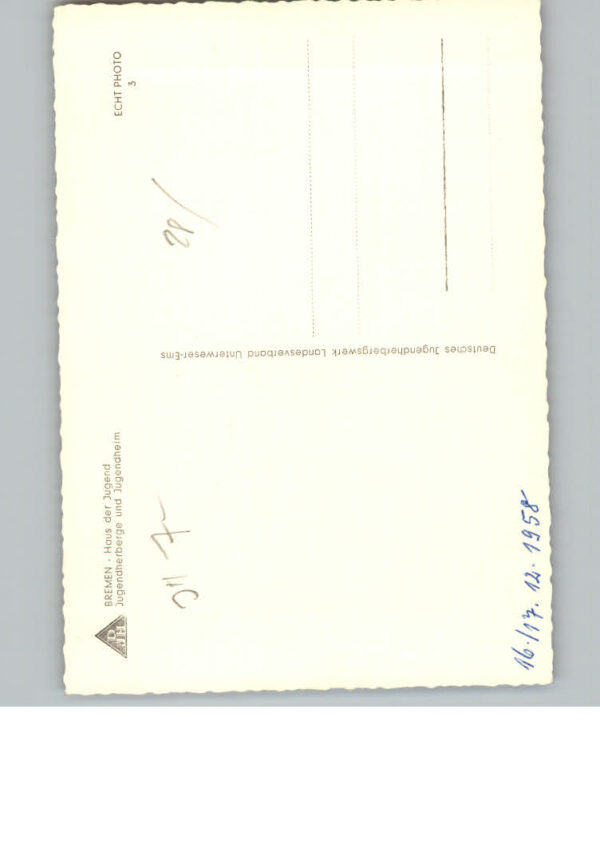 BREMEN · Haus der Jugend
Jugendherberge und Jugendheim
ECHT PHOTO
3
DJH
28/
Deutsches Jugendherbergswerk Landesverband Unterweser-Ems
16./17. 12. 1958